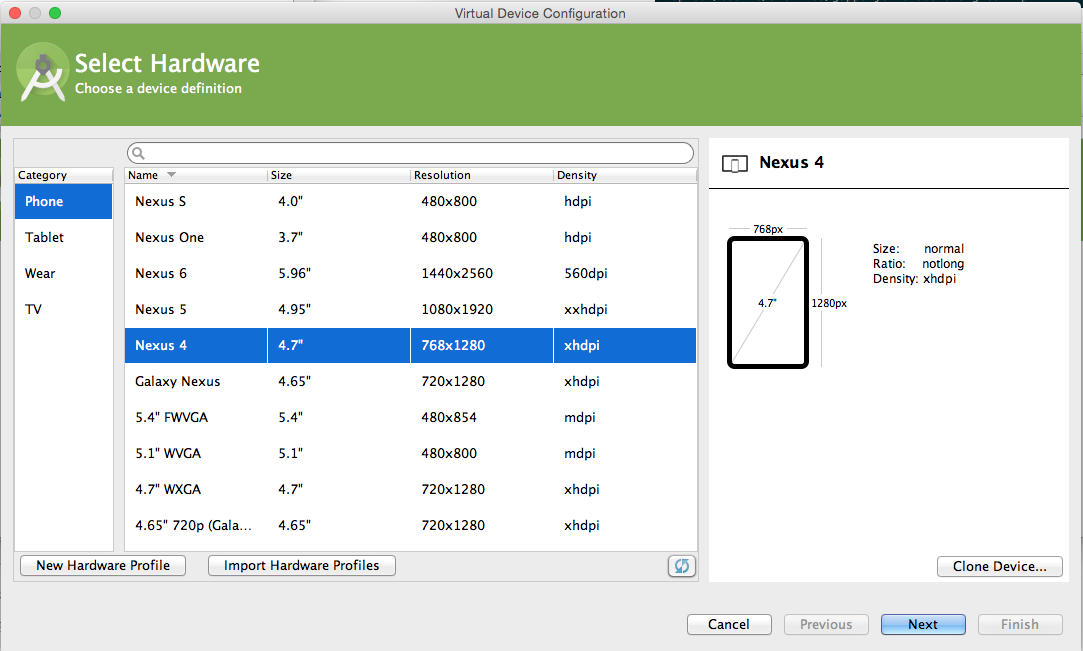 Virtual Device Configuration
Select Hardware
Choose a device definition
Category
Phone
Tablet
Wear
TV
Name Size Resolution Density
Nexus S 4.0" 480x800 hdpi
Nexus One 3.7" 480x800 hdpi
Nexus 6 5.96" 1440x2560 560dpi
Nexus 5 4.95" 1080x1920 xxhdpi
Nexus 4 4.7" 768x1280 xhdpi
Galaxy Nexus 4.65" 720x1280 xhdpi
5.4" FWVGA 5.4" 480x854 mdpi
5.1" WVGA 5.1" 480x800 mdpi
4.7" WXGA 4.7" 720x1280 xhdpi
4.65" 720p (Gala... 4.65" 720x1280 xhdpi
New Hardware Profile Import Hardware Profiles
Nexus 4
768px
4.7"
1280px
Size: normal
Ratio: notlong
Density: xhdpi
Clone Device...
Cancel Previous Next Finish